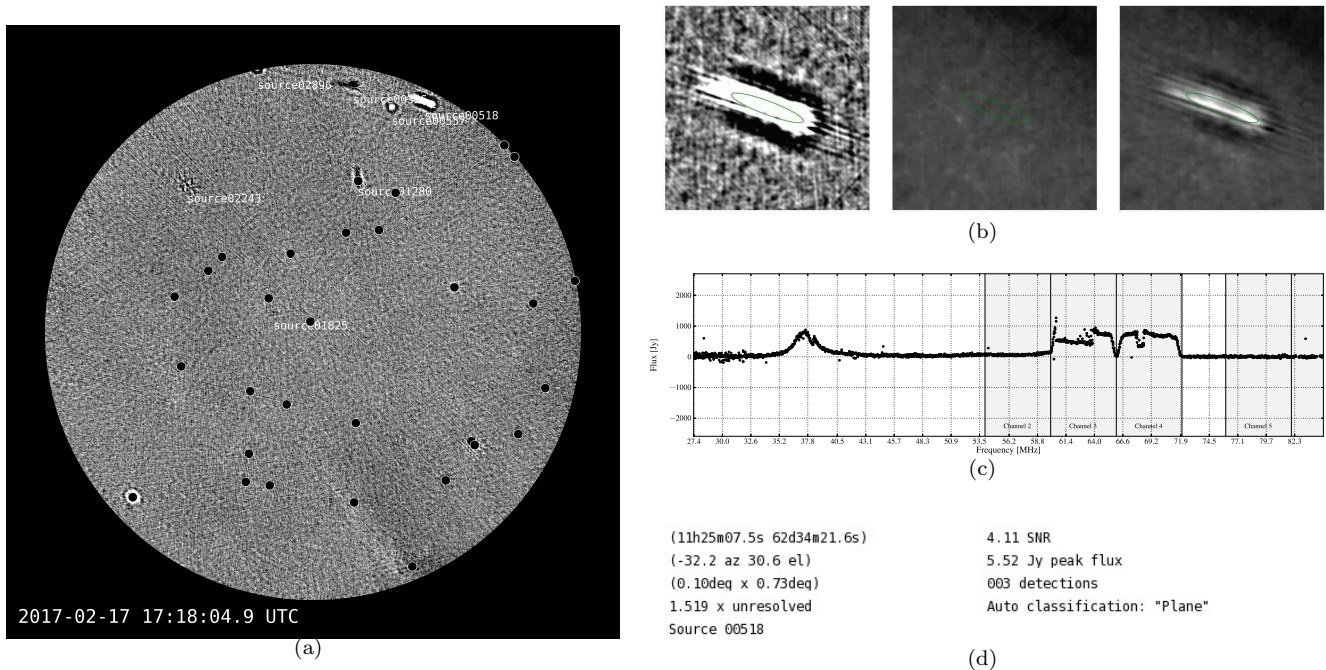 source02896
source00518
source02243
source01280
source01825
2017-02-17 17:18:04.9 UTC
(a)
(b)
Flux [Jy]
2000
1000
0
−1000
−2000
Channel 2
Channel 3
Channel 4
Channel 5
27.4 30.0 32.6 35.2 37.8 40.5 43.1 45.7 48.3 50.9 53.5 56.2 58.8 61.4 64.0 66.6 69.2 71.9 74.5 77.1 79.7 82.3
Frequency [MHz]
(c)
(11h25m07.5s 62d34m21.6s)
(-32.2 az 30.6 el)
(0.10deg x 0.73deg)
1.519 x unresolved
Source 00518
4.11 SNR
5.52 Jy peak flux
003 detections
Auto classification: "Plane"
(d)